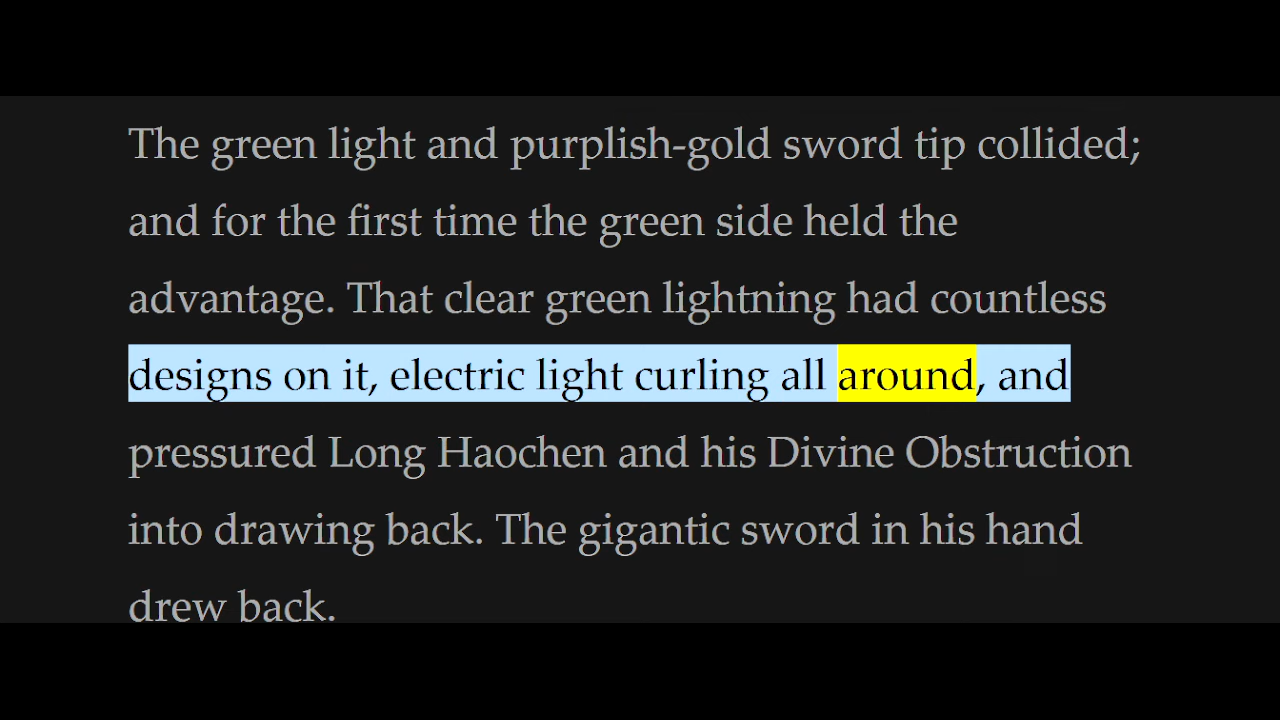 The green light and purplish-gold sword tip collided;
and for the first time the green side held the
advantage. That clear green lightning had countless
designs on it, electric light curling all around, and
pressured Long Haochen and his Divine Obstruction
into drawing back. The gigantic sword in his hand
drew back.